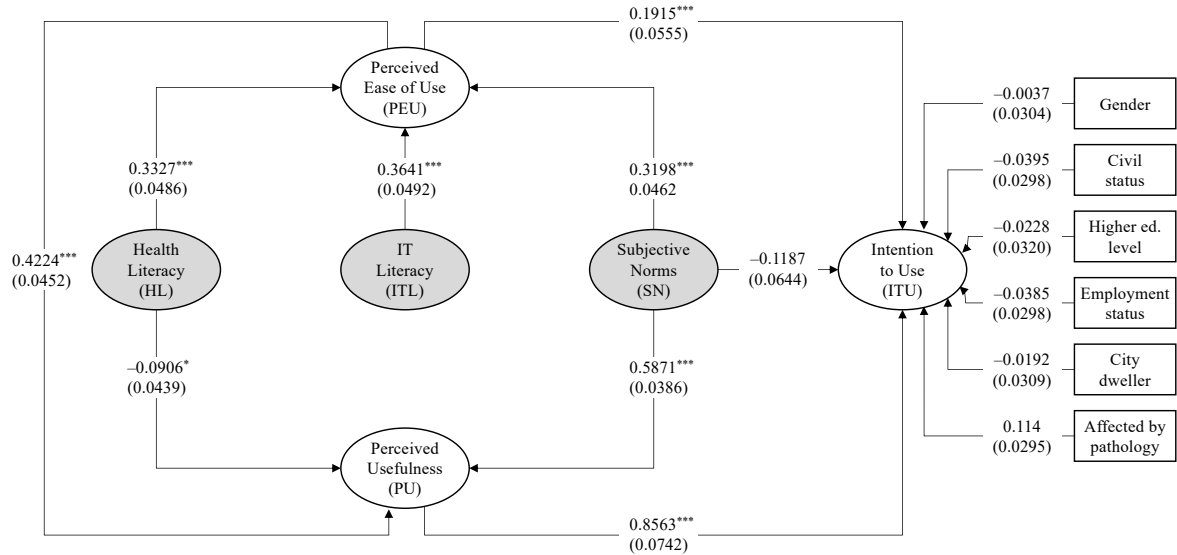 0.1915***
(0.0555)
Perceived
Ease of Use
(PEU)
–0.0037
(0.0304)
Gender
0.3327***
(0.0486)
0.3641***
(0.0492)
0.3198***
0.0462
–0.0395
(0.0298)
Civil
status
–0.0228
(0.0320)
Higher ed.
level
0.4224***
(0.0452)
Health
Literacy
(HL)
IT
Literacy
(ITL)
Subjective
Norms
(SN)
–0.1187
(0.0644)
Intention
to Use
(ITU)
–0.0385
(0.0298)
Employment
status
–0.0906*
(0.0439)
0.5871***
(0.0386)
–0.0192
(0.0309)
City
dweller
0.114
(0.0295)
Affected by
pathology
Perceived
Usefulness
(PU)
0.8563***
(0.0742)